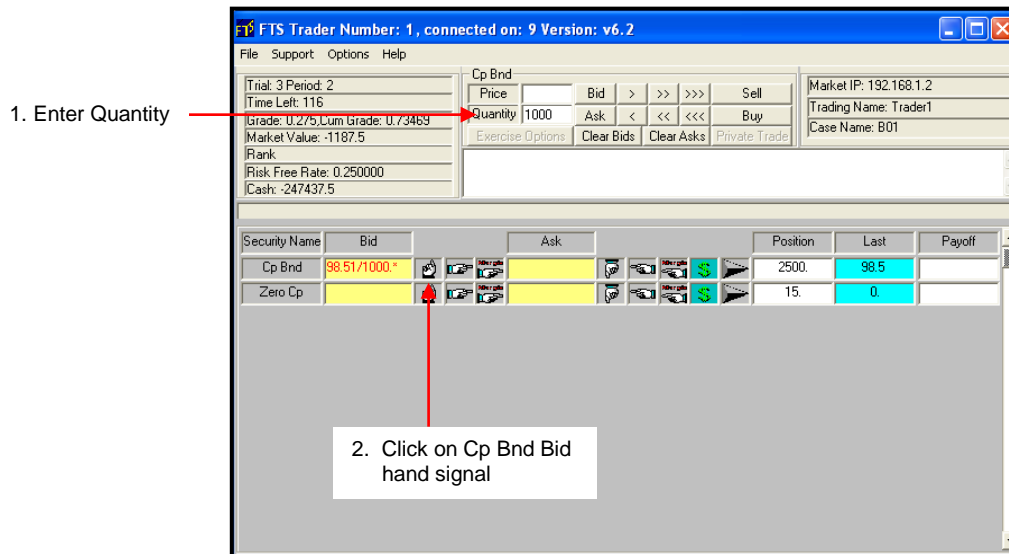 FTS Trader Number: 1, connected on: 9 Version: v6.2
File Support Options Help
1. Enter Quantity
Trial: 3 Period: 2
Time Left: 116
Grade: 0.275,Cum Grade: 0.73469
Market Value: -1187.5
Rank
Risk Free Rate: 0.250000
Cash: -247437.5
Cp Bnd
Price Bid > >> >>> Sell
Quantity 1000 Ask < << <<< Buy
Exercise Options Clear Bids Clear Asks Private Trade
Market IP: 192.168.1.2
Trading Name: Trader1
Case Name: B01
Security Name Bid Ask Position Last Payoff
Cp Bnd 98.51/1000.* Margin Margin $ 2500. 98.5
Zero Cp Margin Margin $ 15. 0.
2. Click on Cp Bnd Bid
hand signal